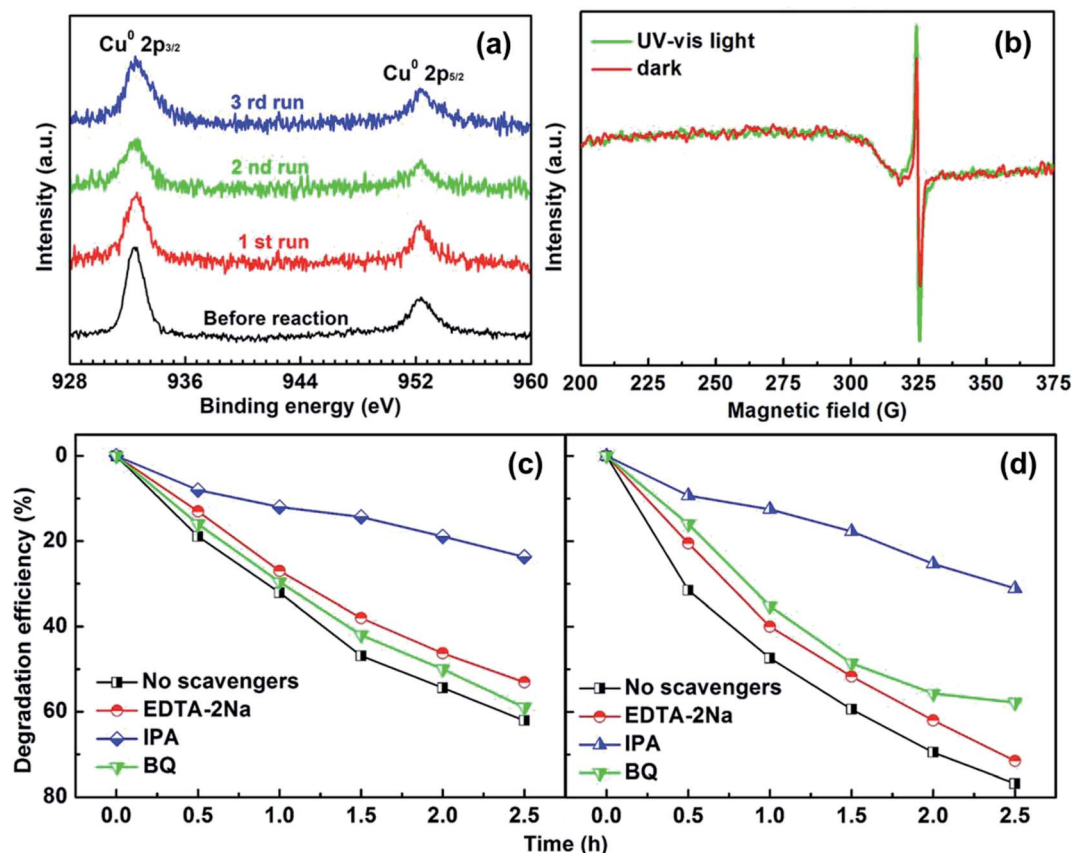 (a)
Cu⁰ 2p₃/₂
Cu⁰ 2p₅/₂
3 rd run
2 nd run
1 st run
Before reaction
Intensity (a.u.)
928 936 944 952 960
Binding energy (eV)
(b)
UV-vis light
dark
Intensity (a.u.)
200 225 250 275 300 325 350 375
Magnetic field (G)
(c)
0
20
40
60
80
Degradation efficiency (%)
No scavengers
EDTA-2Na
IPA
BQ
0.0 0.5 1.0 1.5 2.0 2.5
(d)
No scavengers
EDTA-2Na
IPA
BQ
0.0 0.5 1.0 1.5 2.0 2.5
Time (h)